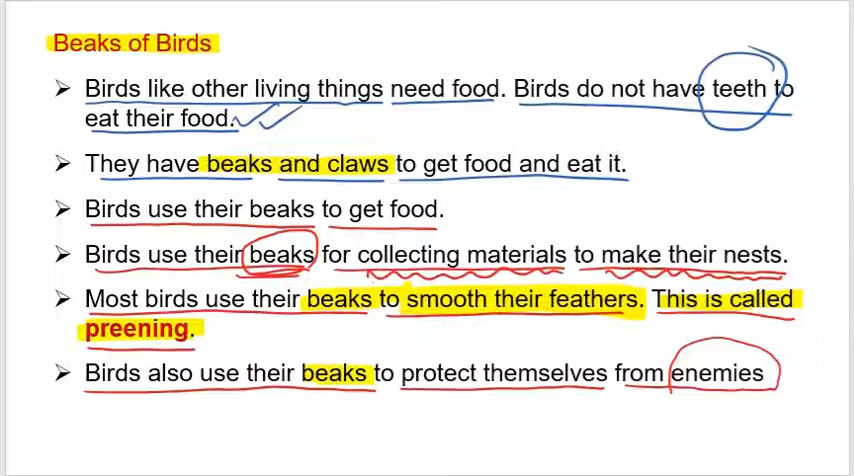 Beaks of Birds
➢ Birds like other living things need food. Birds do not have teeth to
eat their food.
➢ They have beaks and claws to get food and eat it.
➢ Birds use their beaks to get food.
➢ Birds use their beaks for collecting materials to make their nests.
➢ Most birds use their beaks to smooth their feathers. This is called
preening.
➢ Birds also use their beaks to protect themselves from enemies